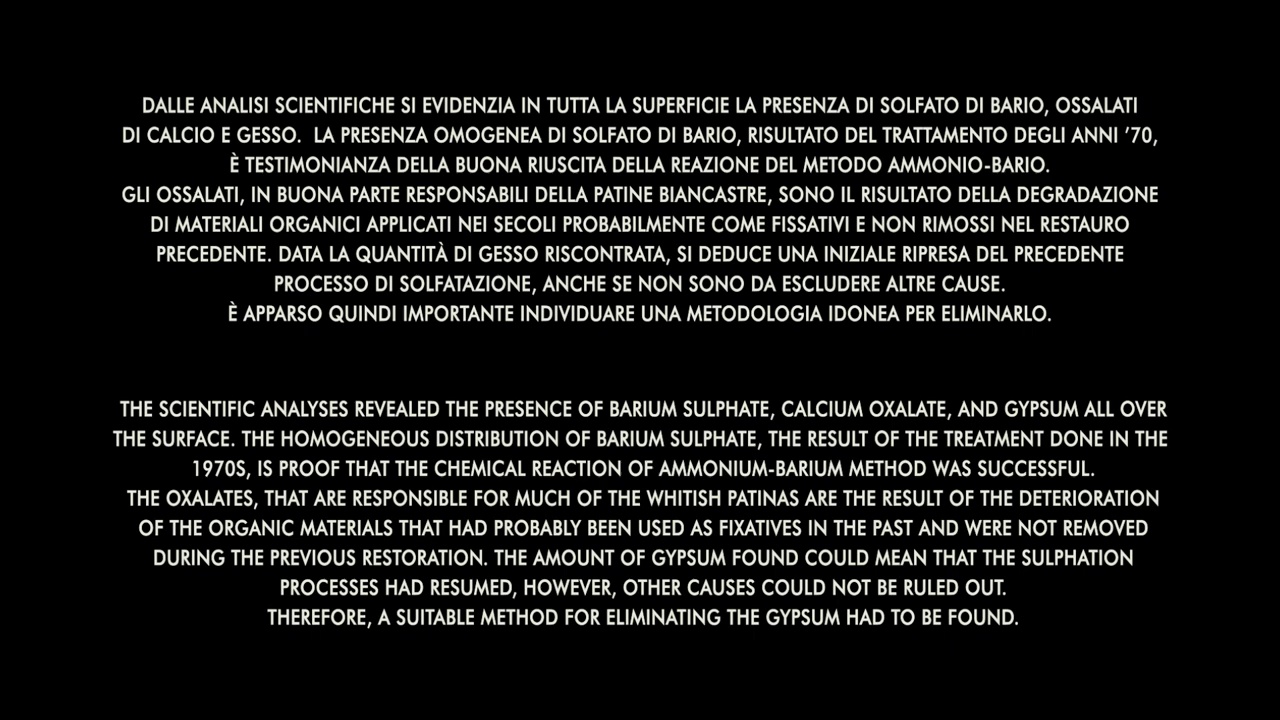 DALLE ANALISI SCIENTIFICHE SI EVIDENZIA IN TUTTA LA SUPERFICIE LA PRESENZA DI SOLFATO DI BARIO, OSSALATI
DI CALCIO E GESSO.  LA PRESENZA OMOGENEA DI SOLFATO DI BARIO, RISULTATO DEL TRATTAMENTO DEGLI ANNI ’70,
È TESTIMONIANZA DELLA BUONA RIUSCITA DELLA REAZIONE DEL METODO AMMONIO-BARIO.
GLI OSSALATI, IN BUONA PARTE RESPONSABILI DELLA PATINE BIANCASTRE, SONO IL RISULTATO DELLA DEGRADAZIONE
DI MATERIALI ORGANICI APPLICATI NEI SECOLI PROBABILMENTE COME FISSATIVI E NON RIMOSSI NEL RESTAURO
PRECEDENTE. DATA LA QUANTITÀ DI GESSO RISCONTRATA, SI DEDUCE UNA INIZIALE RIPRESA DEL PRECEDENTE
PROCESSO DI SOLFATAZIONE, ANCHE SE NON SONO DA ESCLUDERE ALTRE CAUSE.
È APPARSO QUINDI IMPORTANTE INDIVIDUARE UNA METODOLOGIA IDONEA PER ELIMINARLO.
THE SCIENTIFIC ANALYSES REVEALED THE PRESENCE OF BARIUM SULPHATE, CALCIUM OXALATE, AND GYPSUM ALL OVER
THE SURFACE. THE HOMOGENEOUS DISTRIBUTION OF BARIUM SULPHATE, THE RESULT OF THE TREATMENT DONE IN THE
1970S, IS PROOF THAT THE CHEMICAL REACTION OF AMMONIUM-BARIUM METHOD WAS SUCCESSFUL.
THE OXALATES, THAT ARE RESPONSIBLE FOR MUCH OF THE WHITISH PATINAS ARE THE RESULT OF THE DETERIORATION
OF THE ORGANIC MATERIALS THAT HAD PROBABLY BEEN USED AS FIXATIVES IN THE PAST AND WERE NOT REMOVED
DURING THE PREVIOUS RESTORATION. THE AMOUNT OF GYPSUM FOUND COULD MEAN THAT THE SULPHATION
PROCESSES HAD RESUMED, HOWEVER, OTHER CAUSES COULD NOT BE RULED OUT.
THEREFORE, A SUITABLE METHOD FOR ELIMINATING THE GYPSUM HAD TO BE FOUND.